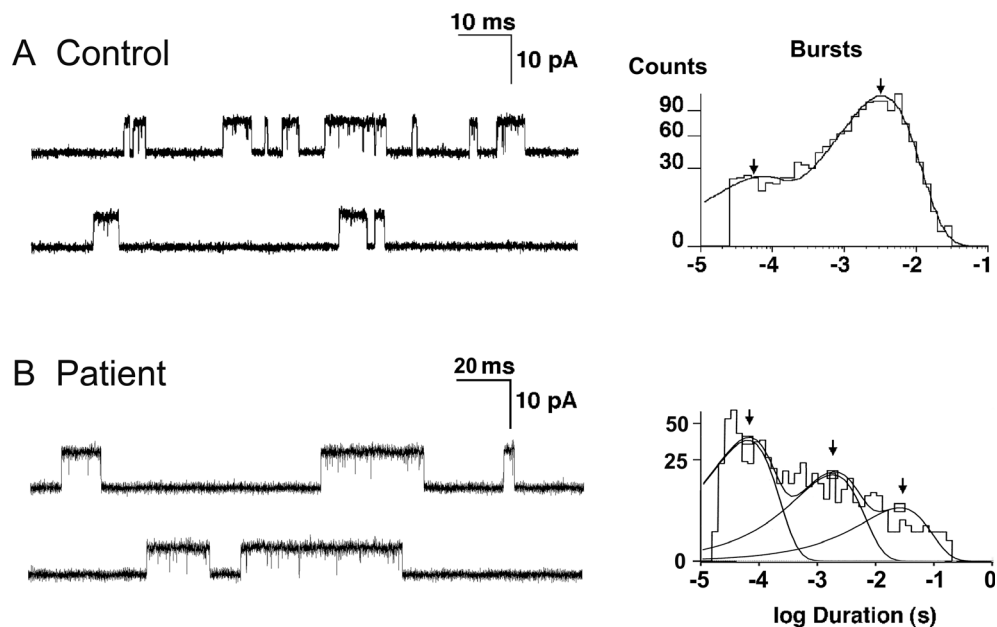 A Control
10 ms
10 pA
Bursts
Counts
90
60
30
0
-5 -4 -3 -2 -1
B Patient
20 ms
10 pA
50
25
0
-5 -4 -3 -2 -1 0
log Duration (s)